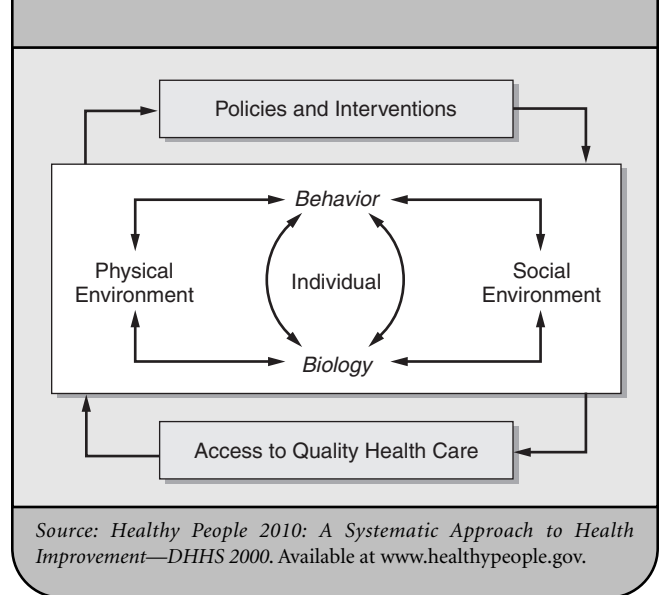 Policies and Interventions
Behavior
Physical
Environment
Individual
Social
Environment
Biology
Access to Quality Health Care
Source: Healthy People 2010: A Systematic Approach to Health
Improvement—DHHS 2000. Available at www.healthypeople.gov.